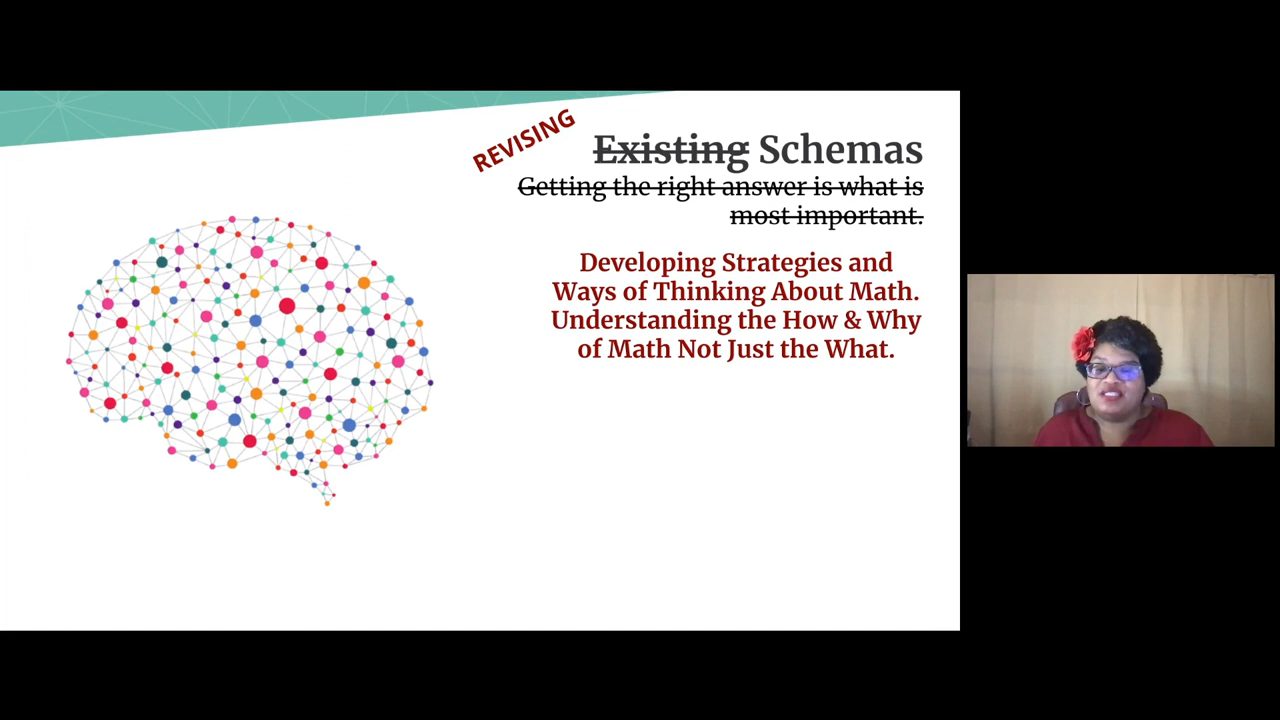 REVISING
Existing Schemas
Getting the right answer is what is
most important.
Developing Strategies and
Ways of Thinking About Math.
Understanding the How & Why
of Math Not Just the What.